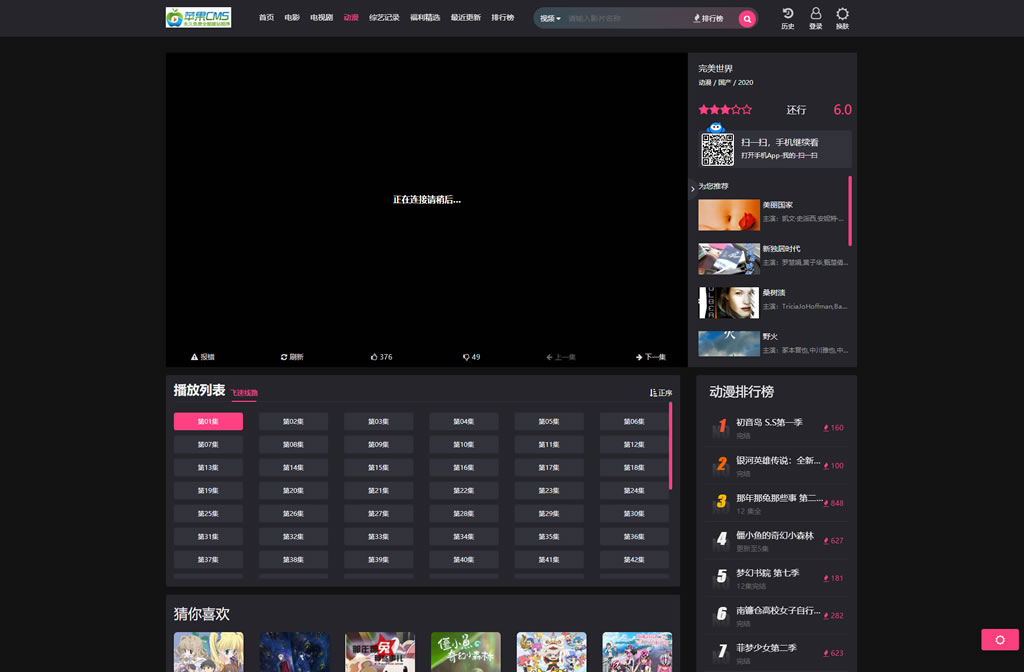 苹果CMS
首页 电影 电视剧 动漫 综艺记录 福利精选 最近更新 排行榜
视频 请输入影片名称 排行榜
历史 登录 换肤
正在连接请稍后...
报错 刷新 376 49 上一集 下一集
完美世界
动漫 / 国产 / 2020
还行 6.0
扫一扫，手机继续看
打开手机App-我的-扫一扫
为您推荐
美丽国家
主演：凯文·史派西,安妮特·...
新独居时代
主演：罗慧娟,黄子华,甄楚倩...
桑树渍
主演：TriciaJoHoffman,Ba...
野火
主演：冢本晋也,中川雅也,中...
播放列表 飞速线路 正序
第01集 第02集 第03集 第04集 第05集 第06集
第07集 第08集 第09集 第10集 第11集 第12集
第13集 第14集 第15集 第16集 第17集 第18集
第19集 第20集 第21集 第22集 第23集 第24集
第25集 第26集 第27集 第28集 第29集 第30集
第31集 第32集 第33集 第34集 第35集 第36集
第37集 第38集 第39集 第40集 第41集 第42集
动漫排行榜
1 初音岛 S.S第一季 160
完结
2 银河英雄传说：全新... 100
完结
3 那年那兔那些事 第二... 848
12 集全
4 僵小鱼的奇幻小森林 627
更新至5集
5 梦幻书院 第七季 181
12集完结
6 南镰仓高校女子自行... 282
完结
7 菲梦少女第二季 623
完结
猜你喜欢